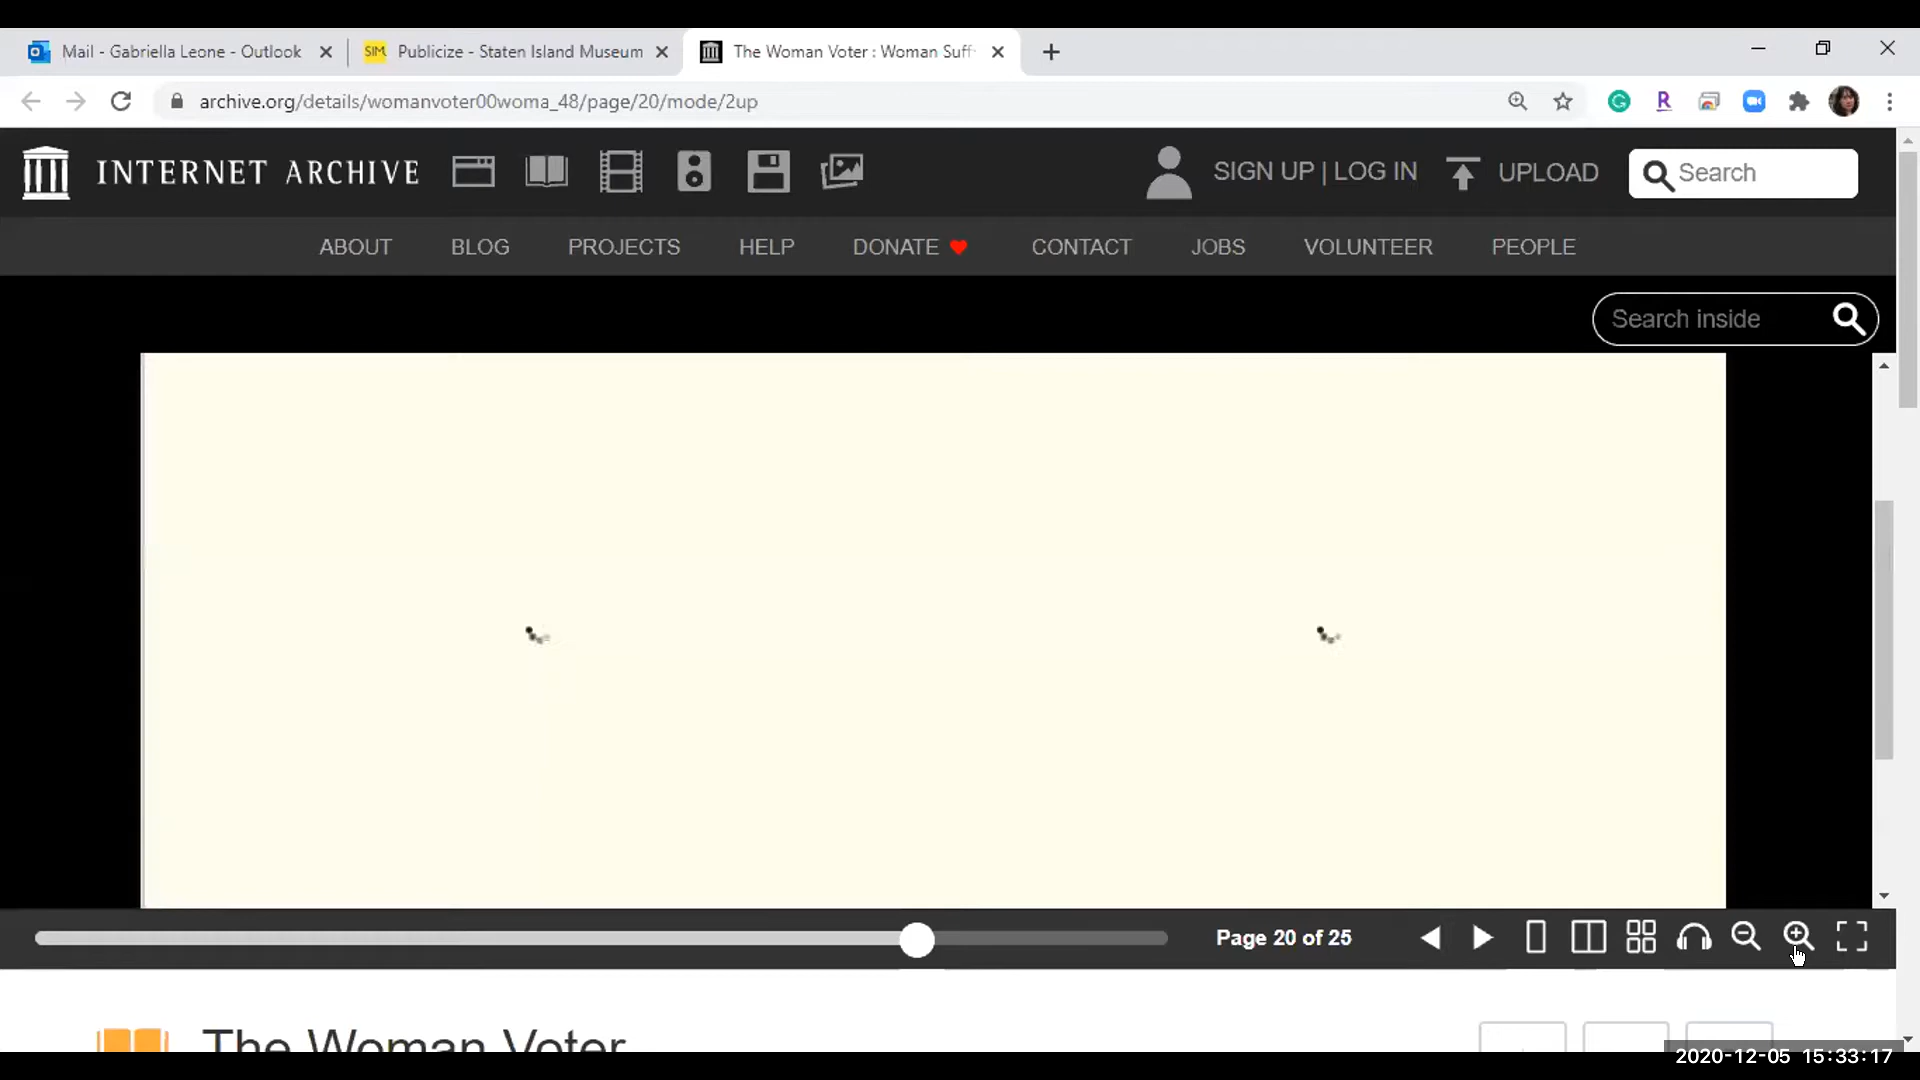 Mail - Gabriella Leone - Outlook
SIM Publicize - Staten Island Museum
The Woman Voter : Woman Suff
archive.org/details/womanvoter00woma_48/page/20/mode/2up
R
INTERNET ARCHIVE
SIGN UP | LOG IN
UPLOAD
Search
ABOUT BLOG PROJECTS HELP DONATE CONTACT JOBS VOLUNTEER PEOPLE
Search inside
Page 20 of 25
The Woman Voter
2020-12-05 15:33:17